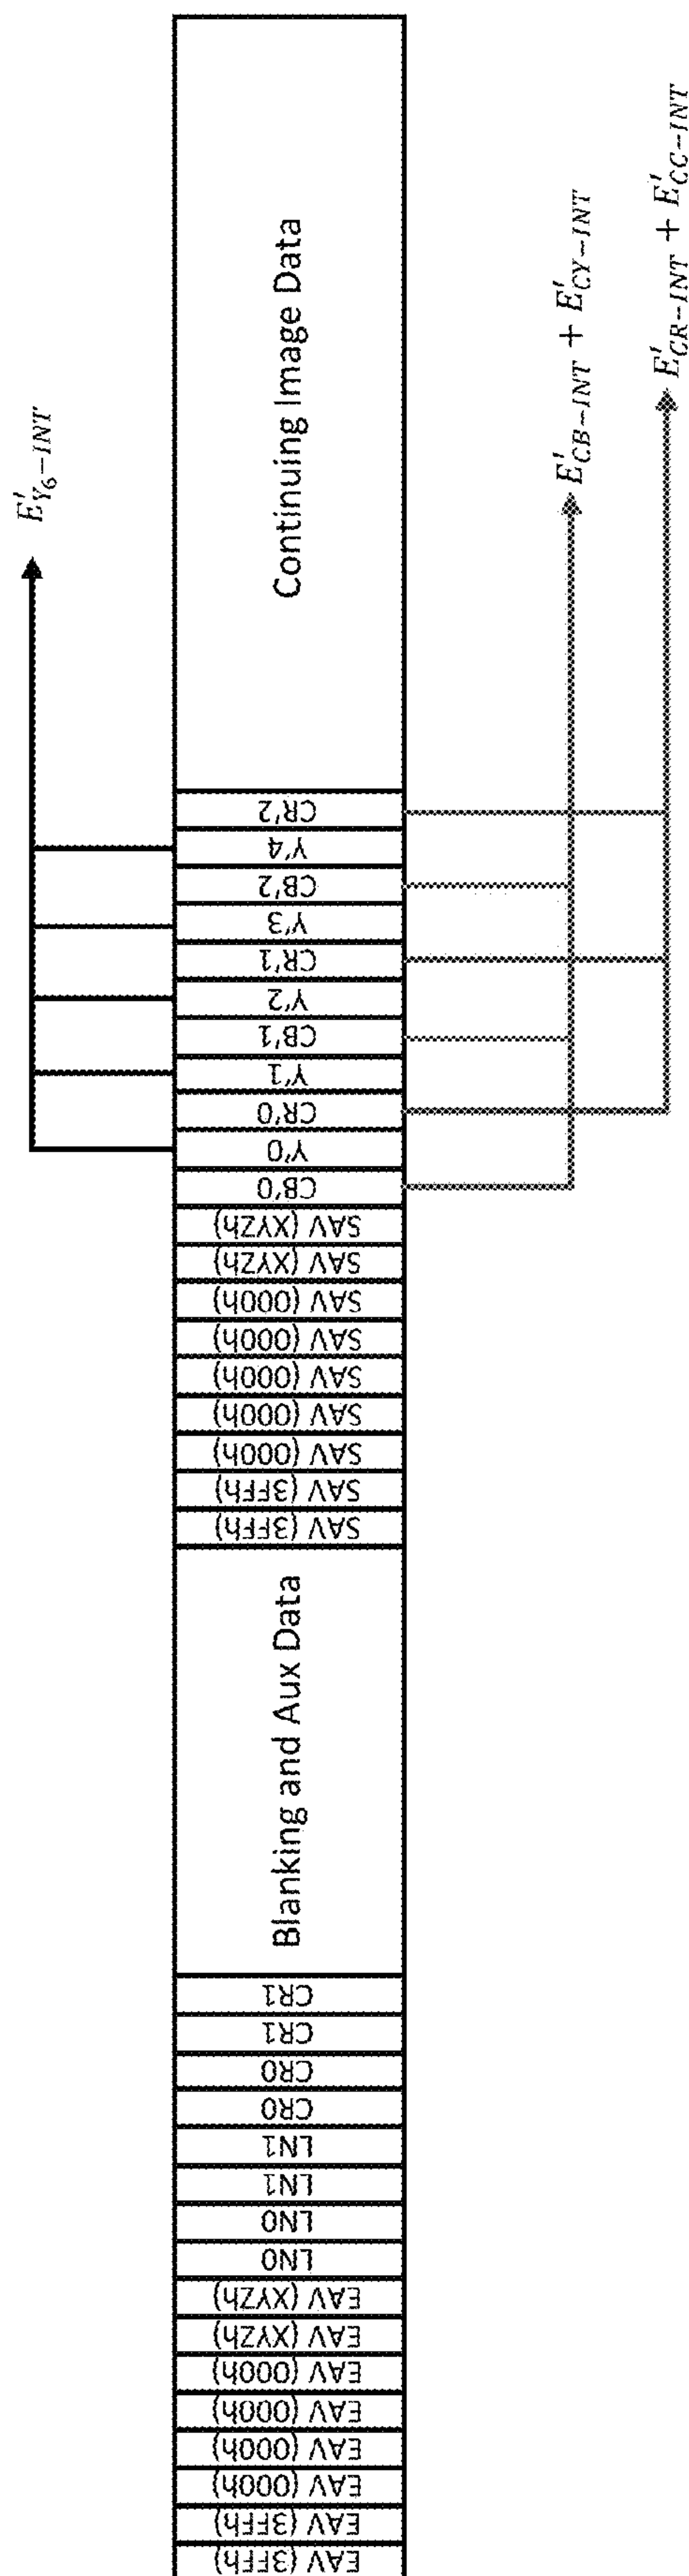 E'Y₆−INT
EAV (3FFh)
EAV (3FFh)
EAV (000h)
EAV (000h)
EAV (000h)
EAV (000h)
EAV (XYZh)
EAV (XYZh)
LN0
LN0
LN1
LN1
CR0
CR0
CR1
CR1
Blanking and Aux Data
SAV (3FFh)
SAV (3FFh)
SAV (000h)
SAV (000h)
SAV (000h)
SAV (000h)
SAV (000h)
SAV (XYZh)
SAV (XYZh)
CB'0
Y'0
CR'0
Y'1
CB'1
Y'2
CR'1
Y'3
CB'2
Y'4
CR'2
Continuing Image Data
E'CB−INT + E'CY−INT
E'CR−INT + E'CC−INT